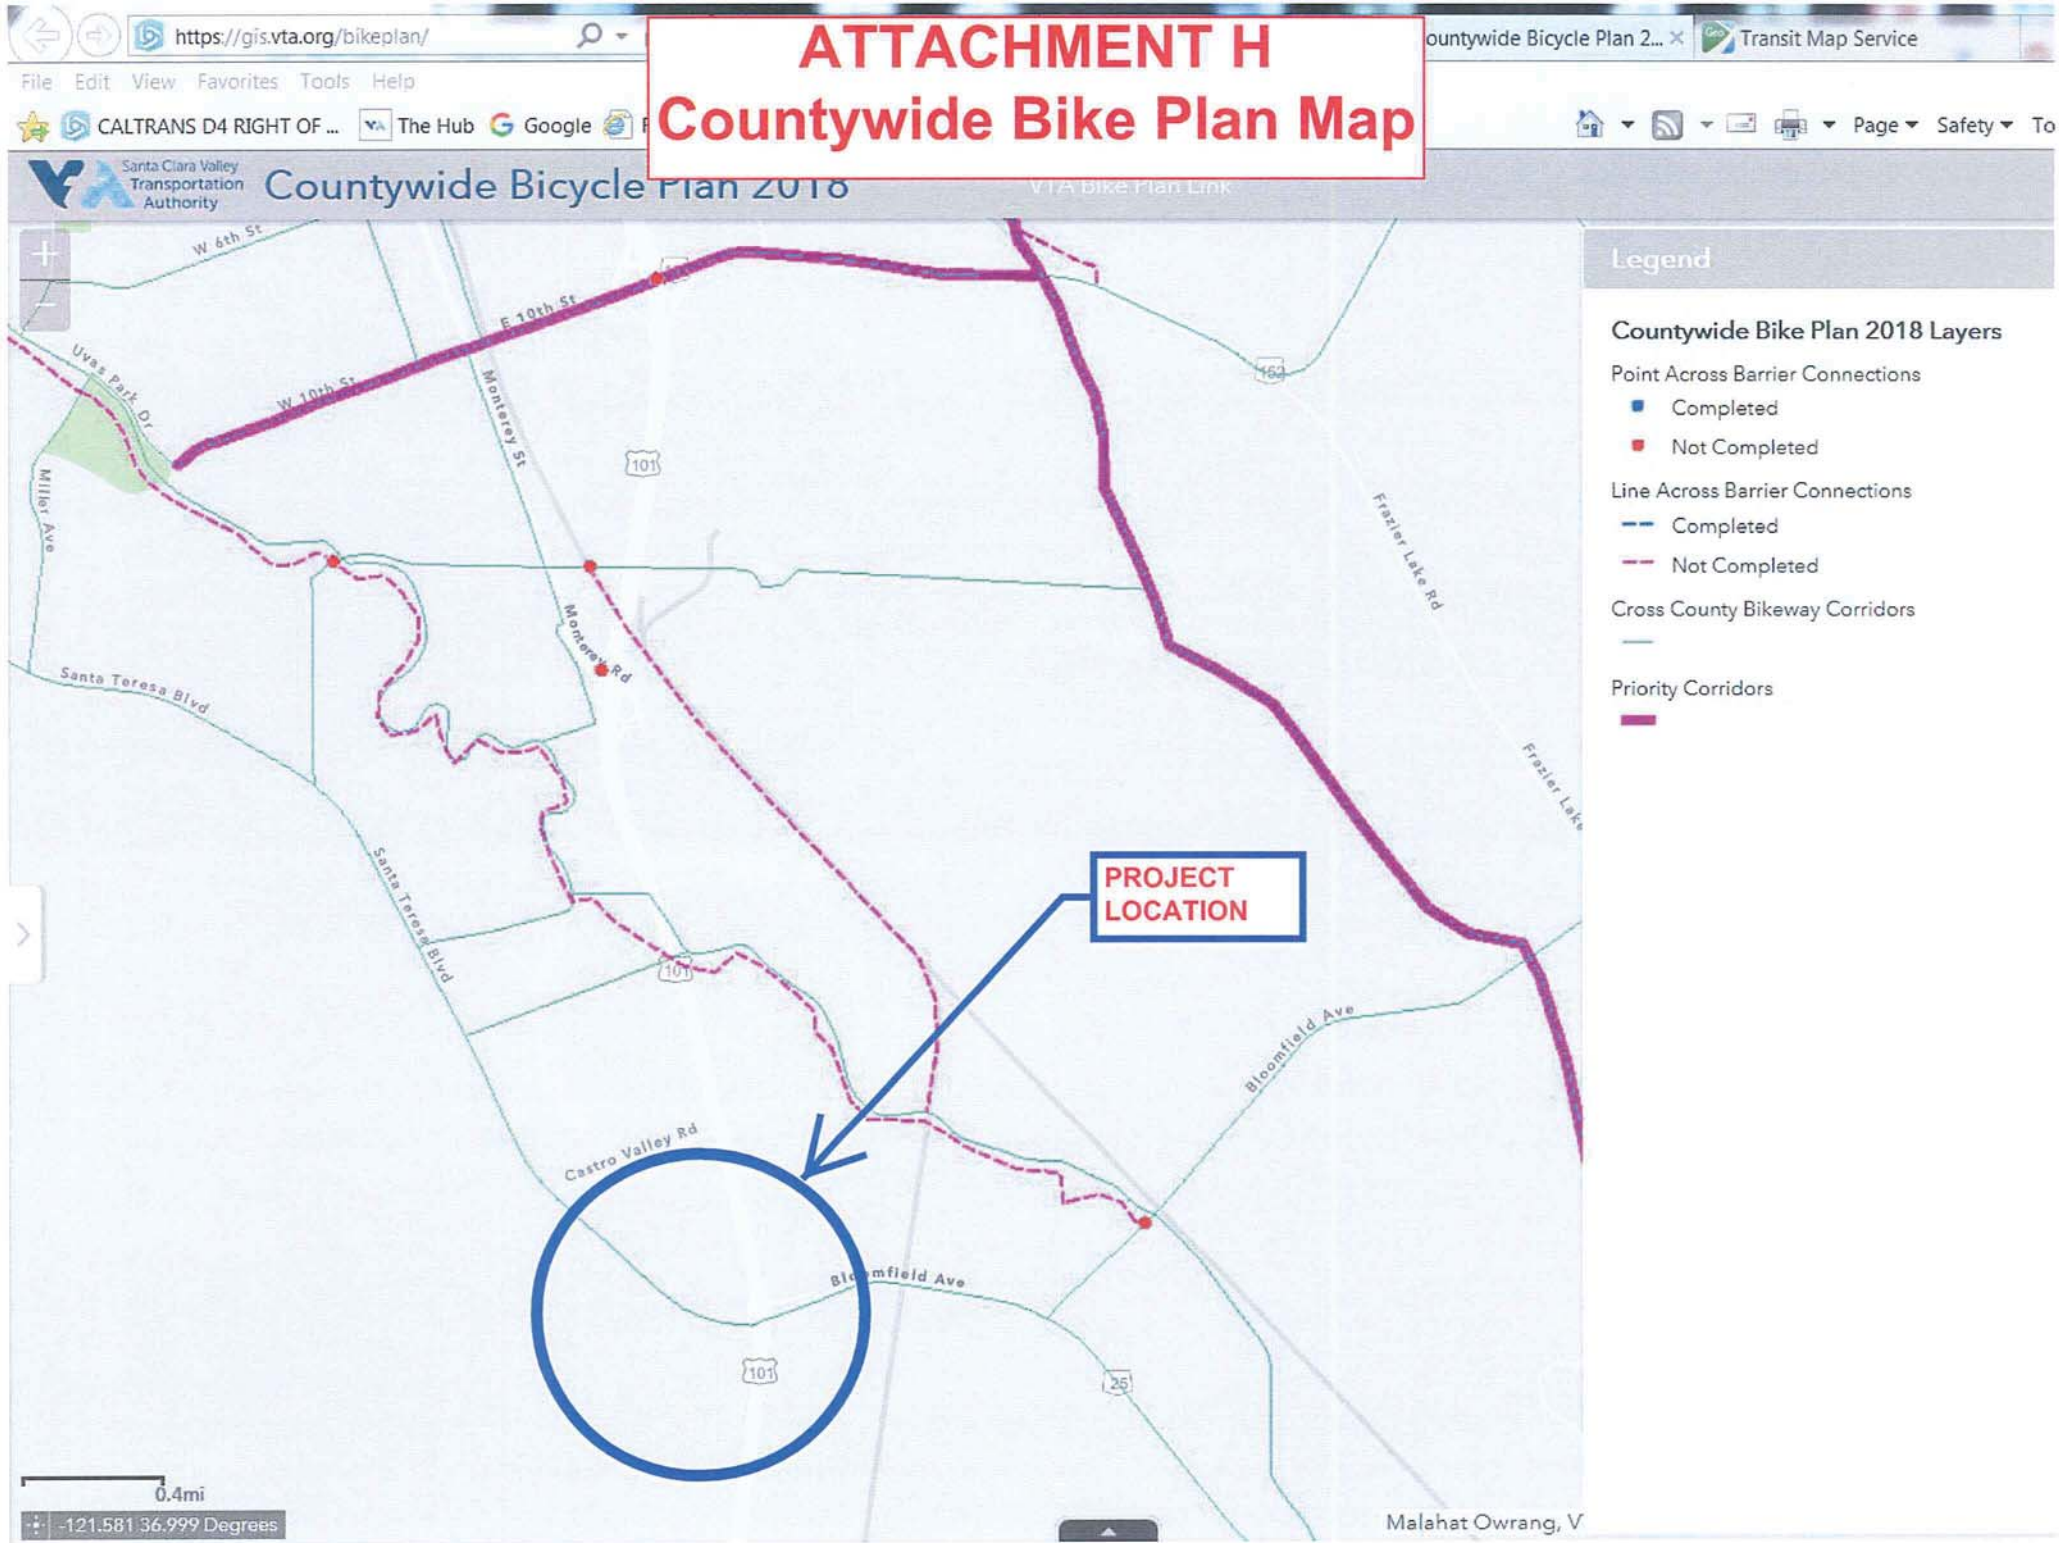 https://gis.vta.org/bikeplan/
ATTACHMENT H
Countywide Bike Plan Map
ountywide Bicycle Plan 2...
Transit Map Service
File Edit View Favorites Tools Help
CALTRANS D4 RIGHT OF ...
The Hub
Google
Page
Safety
To
Santa Clara Valley
Transportation
Authority
Countywide Bicycle Plan 2018
VTA Bike Plan Link
Legend
Countywide Bike Plan 2018 Layers
Point Across Barrier Connections
Completed
Not Completed
Line Across Barrier Connections
Completed
Not Completed
Cross County Bikeway Corridors
Priority Corridors
W 6th St
E 10th St
W 10th St
Uvas Park Dr
Monterey St
Miller Ave
101
152
Frazier Lake Rd
Monterey Rd
Santa Teresa Blvd
Frazier Lake
PROJECT
LOCATION
Santa Teresa Blvd
101
Bloomfield Ave
Castro Valley Rd
Bloomfield Ave
101
25
0.4mi
-121.581 36.999 Degrees
Malahat Owrang, V